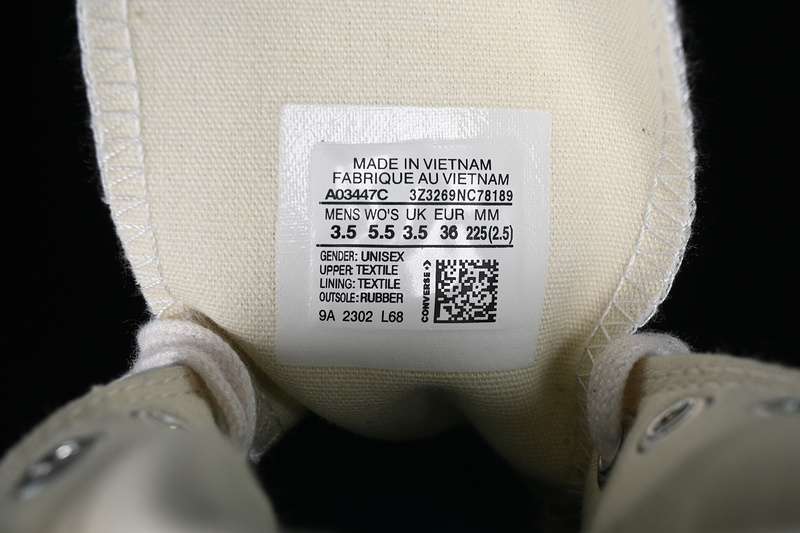 MADE IN VIETNAM
FABRIQUE AU VIETNAM
A03447C 3Z3269NC78189
MENS WO'S UK EUR MM
3.5 5.5 3.5 36 225(2.5)
GENDER: UNISEX
UPPER: TEXTILE
LINING: TEXTILE
OUTSOLE: RUBBER
9A 2302 L68
CONVERSE